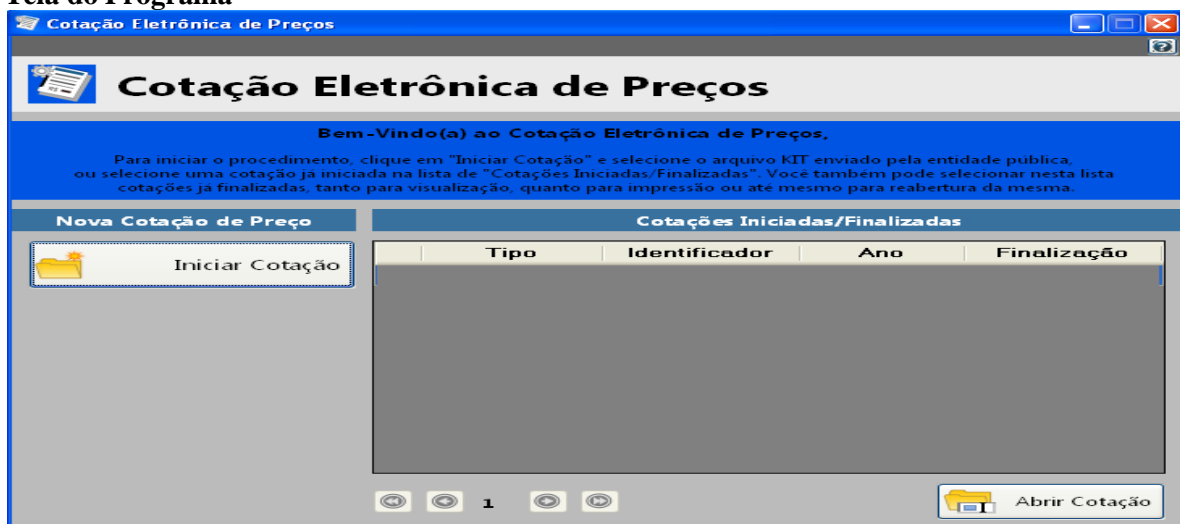 Tela do Programa
Cotação Eletrônica de Preços
Cotação Eletrônica de Preços
Bem-Vindo(a) ao Cotação Eletrônica de Preços,
Para iniciar o procedimento, clique em "Iniciar Cotação" e selecione o arquivo KIT enviado pela entidade pública,
ou selecione uma cotação já iniciada na lista de "Cotações Iniciadas/Finalizadas". Você também pode selecionar nesta lista
cotações já finalizadas, tanto para visualização, quanto para impressão ou até mesmo para reabertura da mesma.
Nova Cotação de Preço
Cotações Iniciadas/Finalizadas
Iniciar Cotação
Tipo Identificador Ano Finalização
1
Abrir Cotação